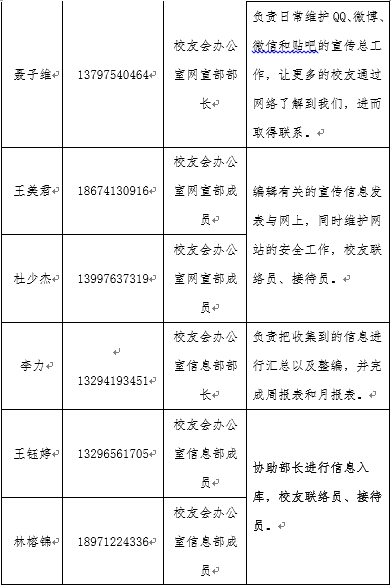 聂子维
13797540464
校友会办公
室网宣部部
长
负责日常维护QQ、微博、
微信和贴吧的宣传总工
作，让更多的校友通过
网络了解到我们，进而
取得联系。
王美君
18674130916
校友会办公
室网宣部成
员
编辑有关的宣传信息发
表与网上，同时维护网
站的安全工作，校友联
络员、接待员。
杜少杰
13997637319
校友会办公
室网宣部成
员
李力
13294193451
校友会办公
室信息部部
长
负责把收集到的信息进
行汇总以及整编，并完
成周报表和月报表。
王钰婷
13296561705
校友会办公
室信息部成
员
协助部长进行信息入
库，校友联络员、接待
员。
林榕锦
18971224336
校友会办公
室信息部成
员